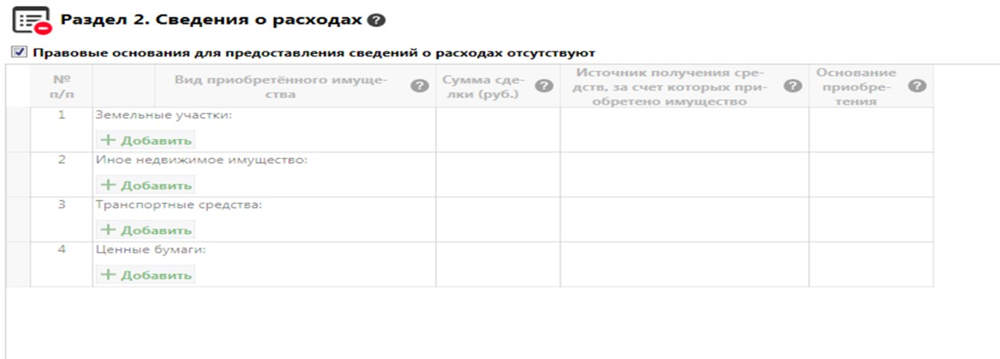 Раздел 2. Сведения о расходах ?
Правовые основания для предоставления сведений о расходах отсутствуют
№ п/п
Вид приобретённого имуще-
ства ?
Сумма сде-
лки (руб.) ?
Источник получения сре-
дств, за счет которых при-
обретено имущество ?
Основание
приобре-
тения ?
1 Земельные участки:
+ Добавить
2 Иное недвижимое имущество:
+ Добавить
3 Транспортные средства:
+ Добавить
4 Ценные бумаги:
+ Добавить